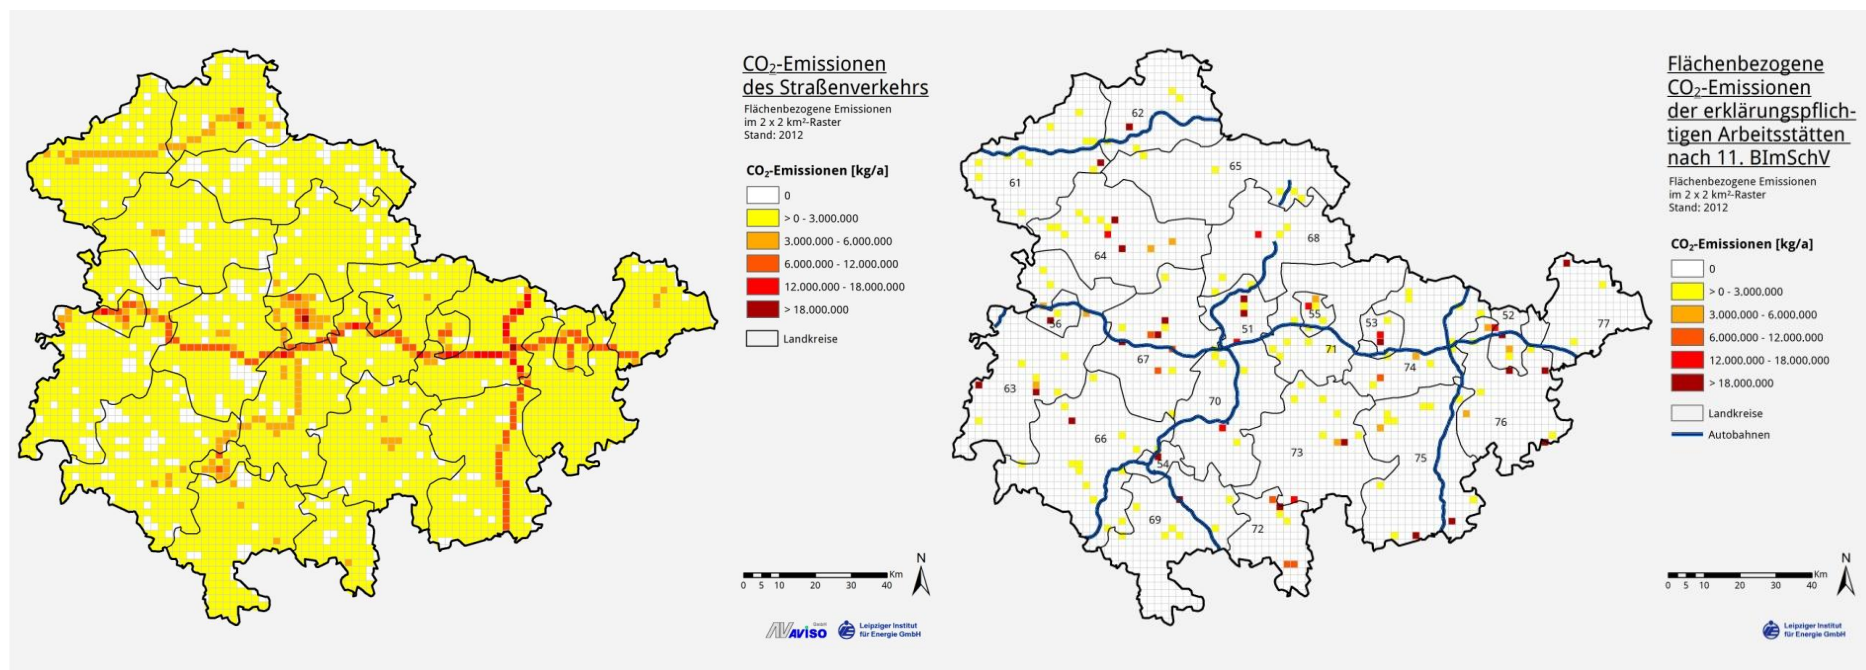 CO₂-Emissionen
des Straßenverkehrs
Flächenbezogene Emissionen
im 2 x 2 km²-Raster
Stand: 2012
CO₂-Emissionen [kg/a]
0
> 0 - 3.000.000
3.000.000 - 6.000.000
6.000.000 - 12.000.000
12.000.000 - 18.000.000
> 18.000.000
Landkreise
N
Km
0 5 10 20 30 40
GmbH
AVISO
Leipziger Institut
für Energie GmbH
Flächenbezogene
CO₂-Emissionen
der erklärungspflich-
tigen Arbeitsstätten
nach 11. BImSchV
Flächenbezogene Emissionen
im 2 x 2 km²-Raster
Stand: 2012
CO₂-Emissionen [kg/a]
0
> 0 - 3.000.000
3.000.000 - 6.000.000
6.000.000 - 12.000.000
12.000.000 - 18.000.000
> 18.000.000
Landkreise
Autobahnen
62
65
61
68
64
56
51
55
53
52
77
67
71
74
63
70
76
66
54
73
75
69
72
N
Km
0 5 10 20 30 40
Leipziger Institut
für Energie GmbH